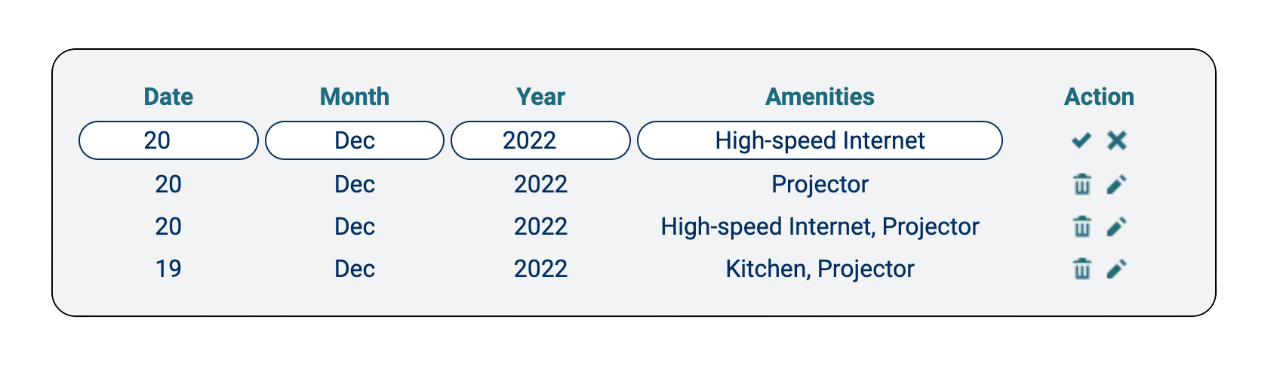 Date Month Year Amenities Action
20 Dec 2022 High-speed Internet
20 Dec 2022 Projector
20 Dec 2022 High-speed Internet, Projector
19 Dec 2022 Kitchen, Projector